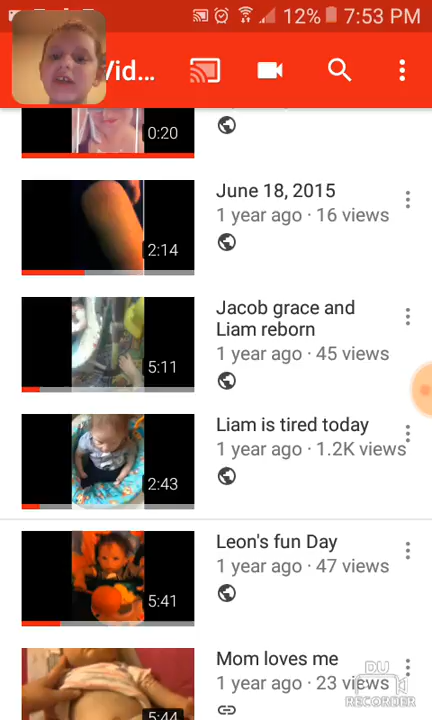 12% 7:53 PM
Vid...
0:20
June 18, 2015
1 year ago · 16 views
2:14
Jacob grace and
Liam reborn
1 year ago · 45 views
5:11
Liam is tired today
1 year ago · 1.2K views
2:43
Leon's fun Day
1 year ago · 47 views
5:41
Mom loves me
1 year ago · 23 views
5:44
DU
RECORDER